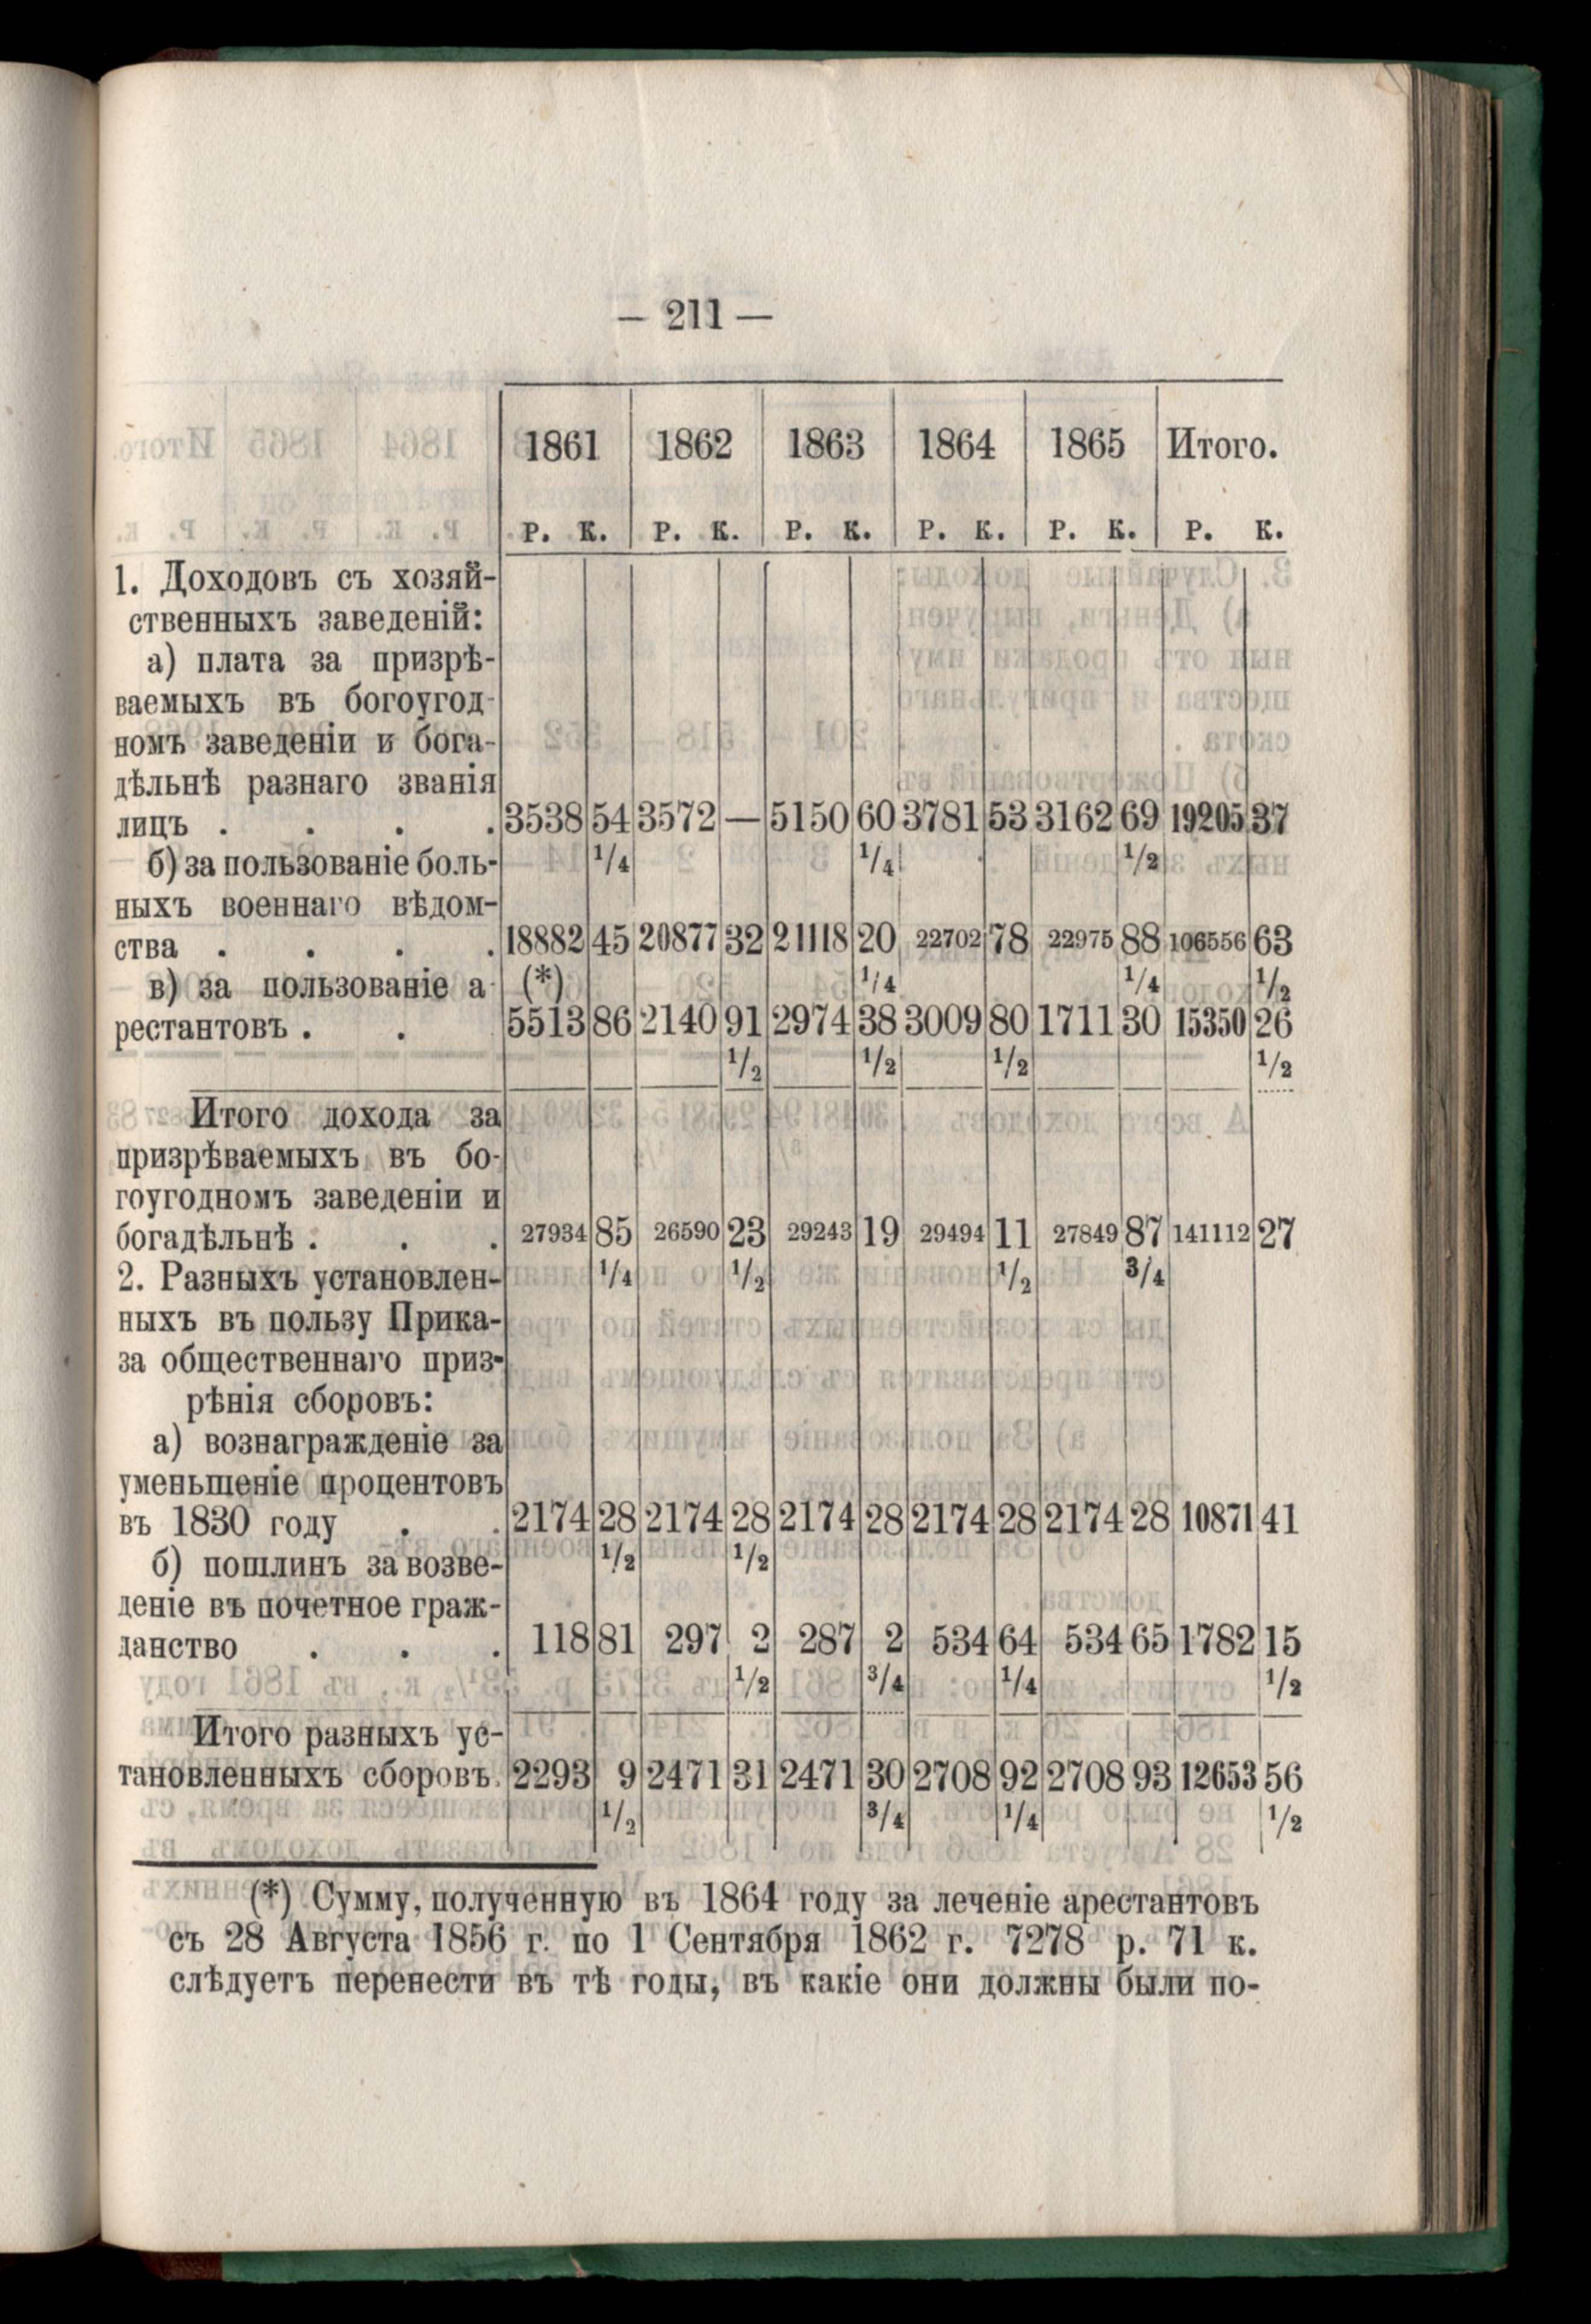 — 211 —
1861 1862 1863 1864 1865 Итого.
Р. К. Р. К. Р. К. Р. К. Р. К. Р. К.
1. Доходовъ съ хозяй-
ственныхъ заведеній:
а) плата за призрѣ-
ваемыхъ въ богоугод-
номъ заведеніи и бога-
дѣльнѣ разнаго званія
лицъ . . . . 3538 54 3572 — 5150 60 3781 53 3162 69 19205 37
б) за пользованіе боль- 1/4 1/4 1/2
ныхъ военнаго вѣдом-
ства . . . . 18882 45 20877 32 21118 20 22702 78 22975 88 106556 63
в) за пользованіе а (*) 1/4 1/4 1/2
рестантовъ . . 5513 86 2140 91 2974 38 3009 80 1711 30 15350 26
1/2 1/2 1/2 1/2
Итого дохода за
призрѣваемыхъ въ бо-
гоугодномъ заведеніи и
богадѣльнѣ . . . 27934 85 26590 23 29243 19 29494 11 27849 87 141112 27
2. Разныхъ установлен- 1/4 1/2 1/2 3/4
ныхъ въ пользу Прика-
за общественнаго приз-
рѣнія сборовъ:
а) вознагражденіе за
уменьшеніе процентовъ
въ 1830 году . . 2174 28 2174 28 2174 28 2174 28 2174 28 10871 41
б) пошлинъ за возве- 1/2 1/2
деніе въ почетное граж-
данство . . . 118 81 297 2 287 2 534 64 534 65 1782 15
1/2 3/4 1/4 1/2
Итого разныхъ ус-
тановленныхъ сборовъ. 2293 9 2471 31 2471 30 2708 92 2708 93 12653 56
1/2 3/4 1/4 1/2
(*) Сумму, полученную въ 1864 году за леченіе арестантовъ
съ 28 Августа 1856 г. по 1 Сентября 1862 г. 7278 р. 71 к.
слѣдуетъ перенести въ тѣ годы, въ какіе они должны были по-